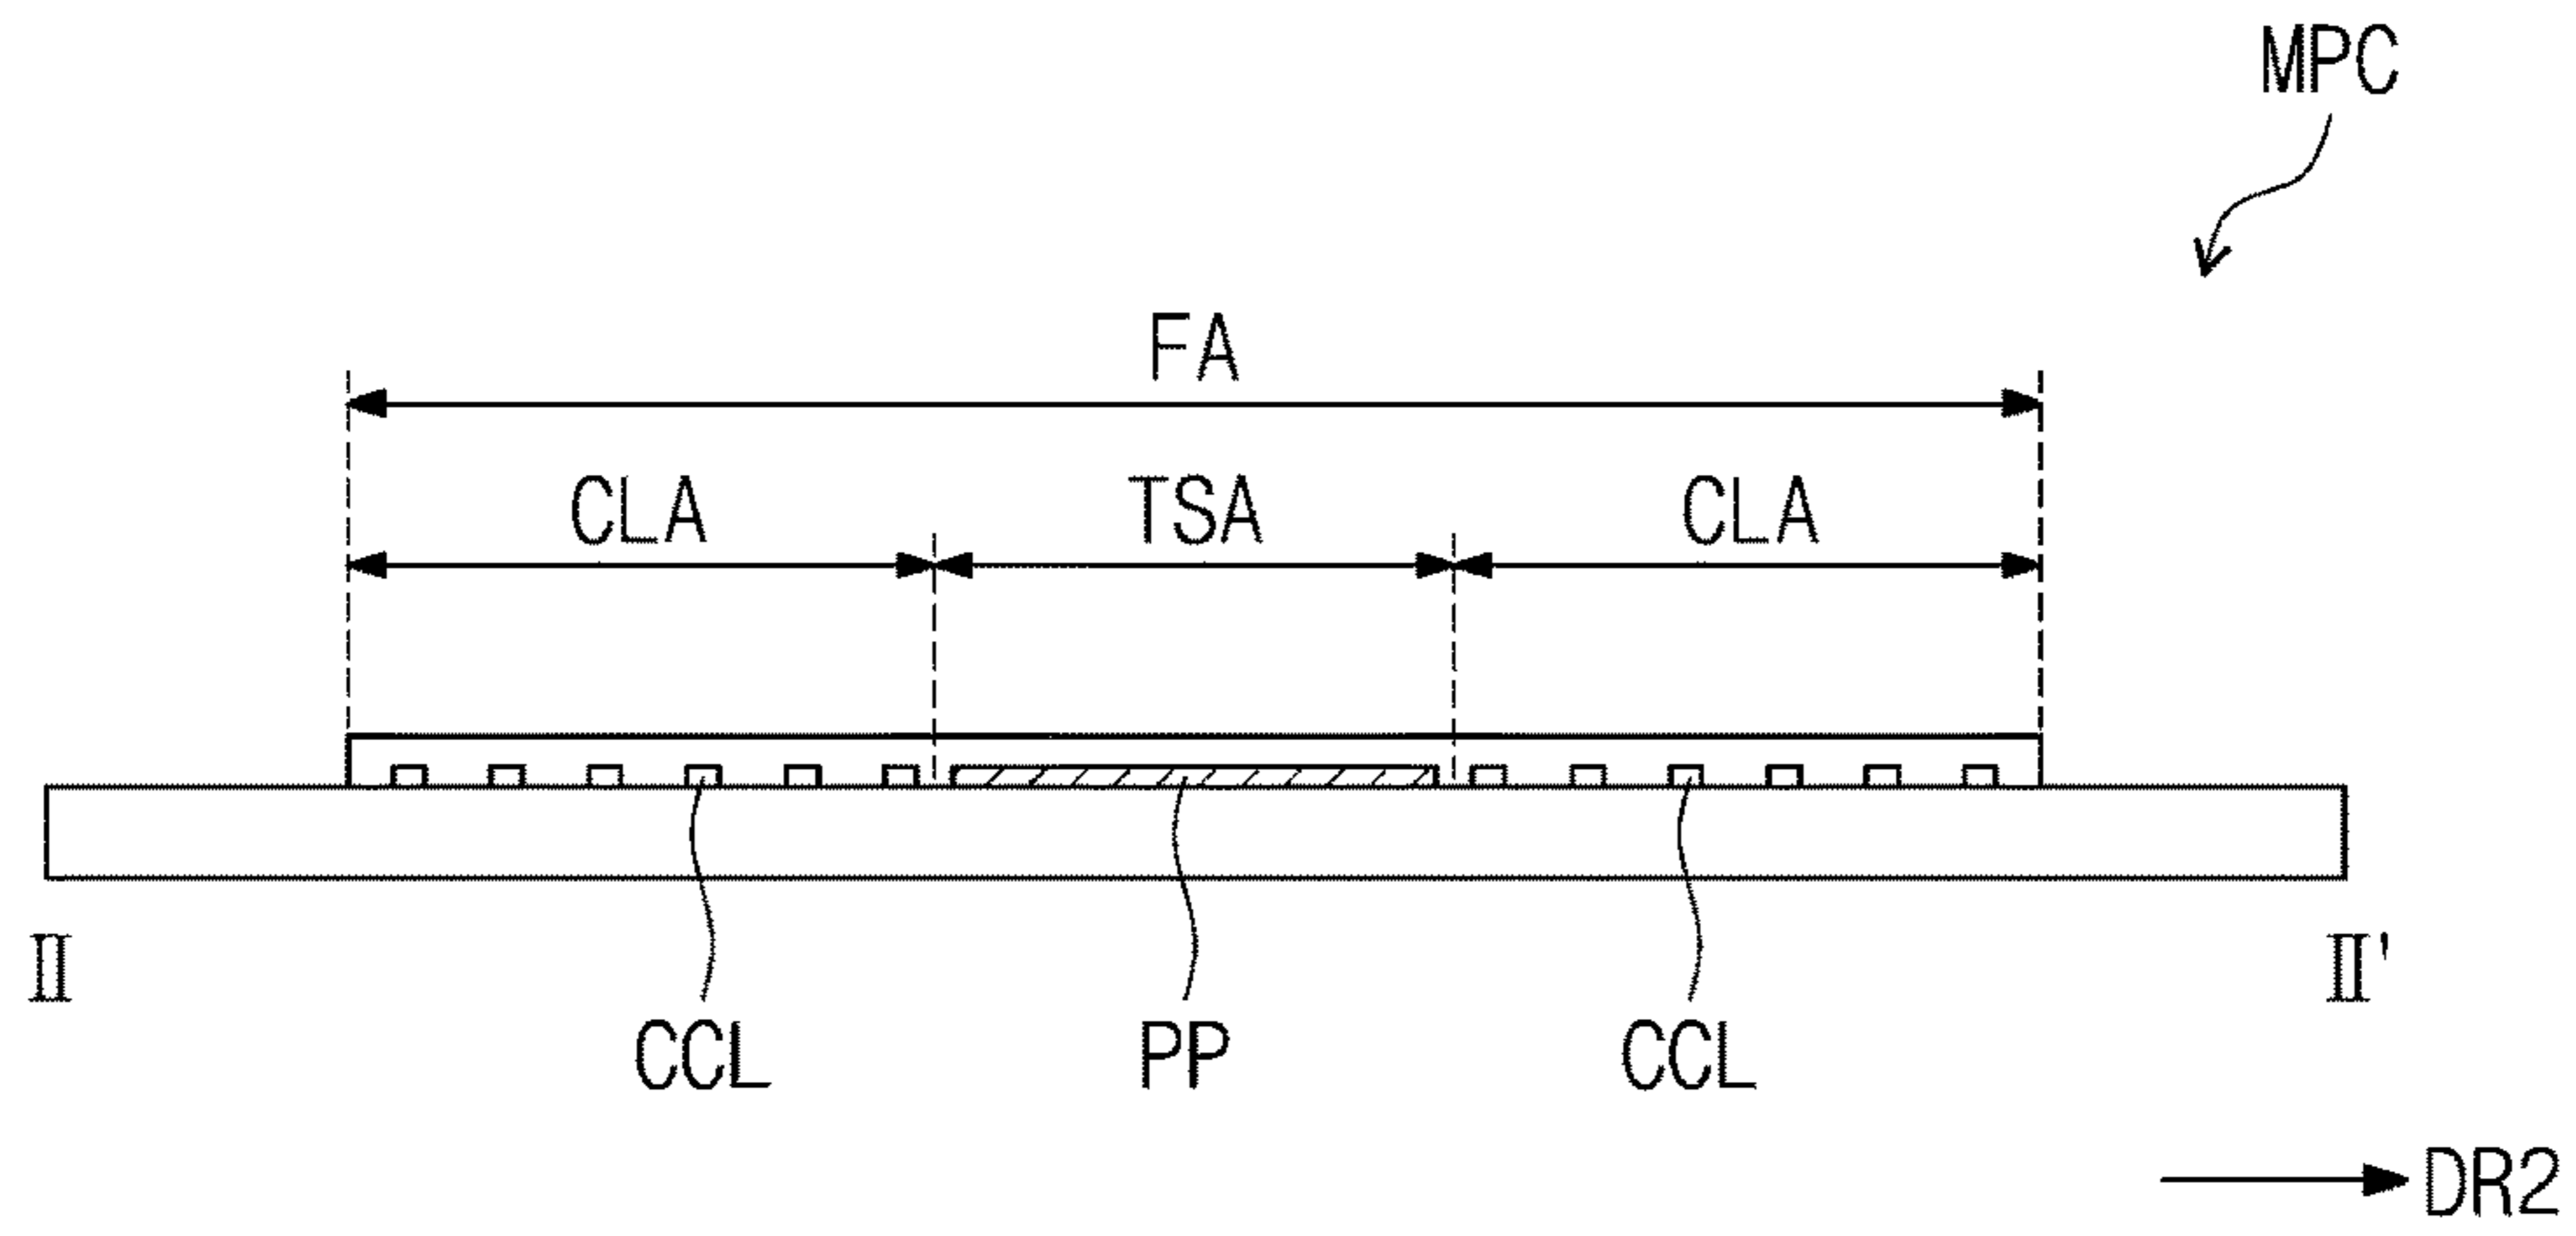 MPC
FA
CLA TSA CLA
Ⅱ Ⅱ'
CCL PP CCL
DR2